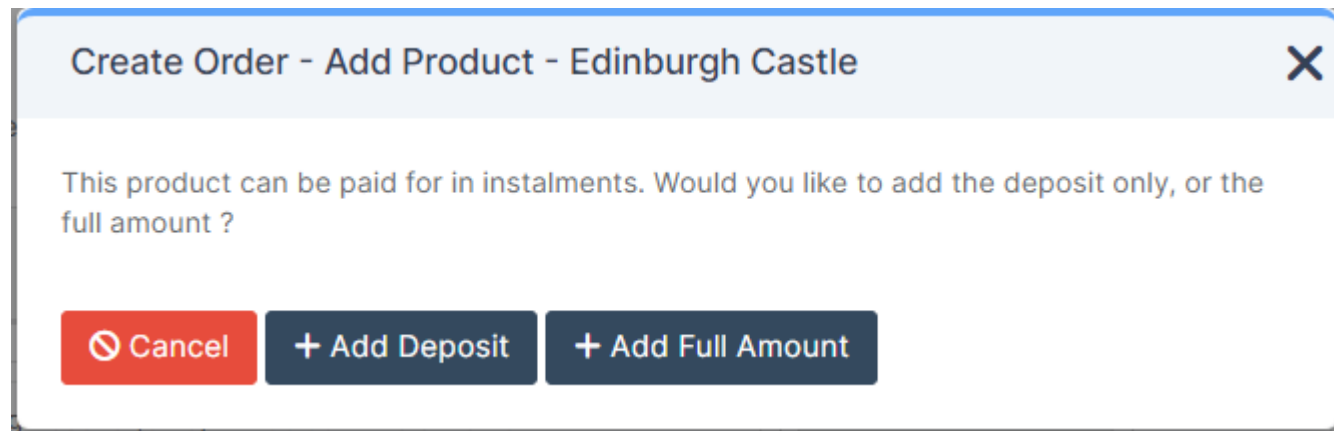 Create Order - Add Product - Edinburgh Castle
This product can be paid for in instalments. Would you like to add the deposit only, or the
full amount ?
Cancel
+ Add Deposit
+ Add Full Amount